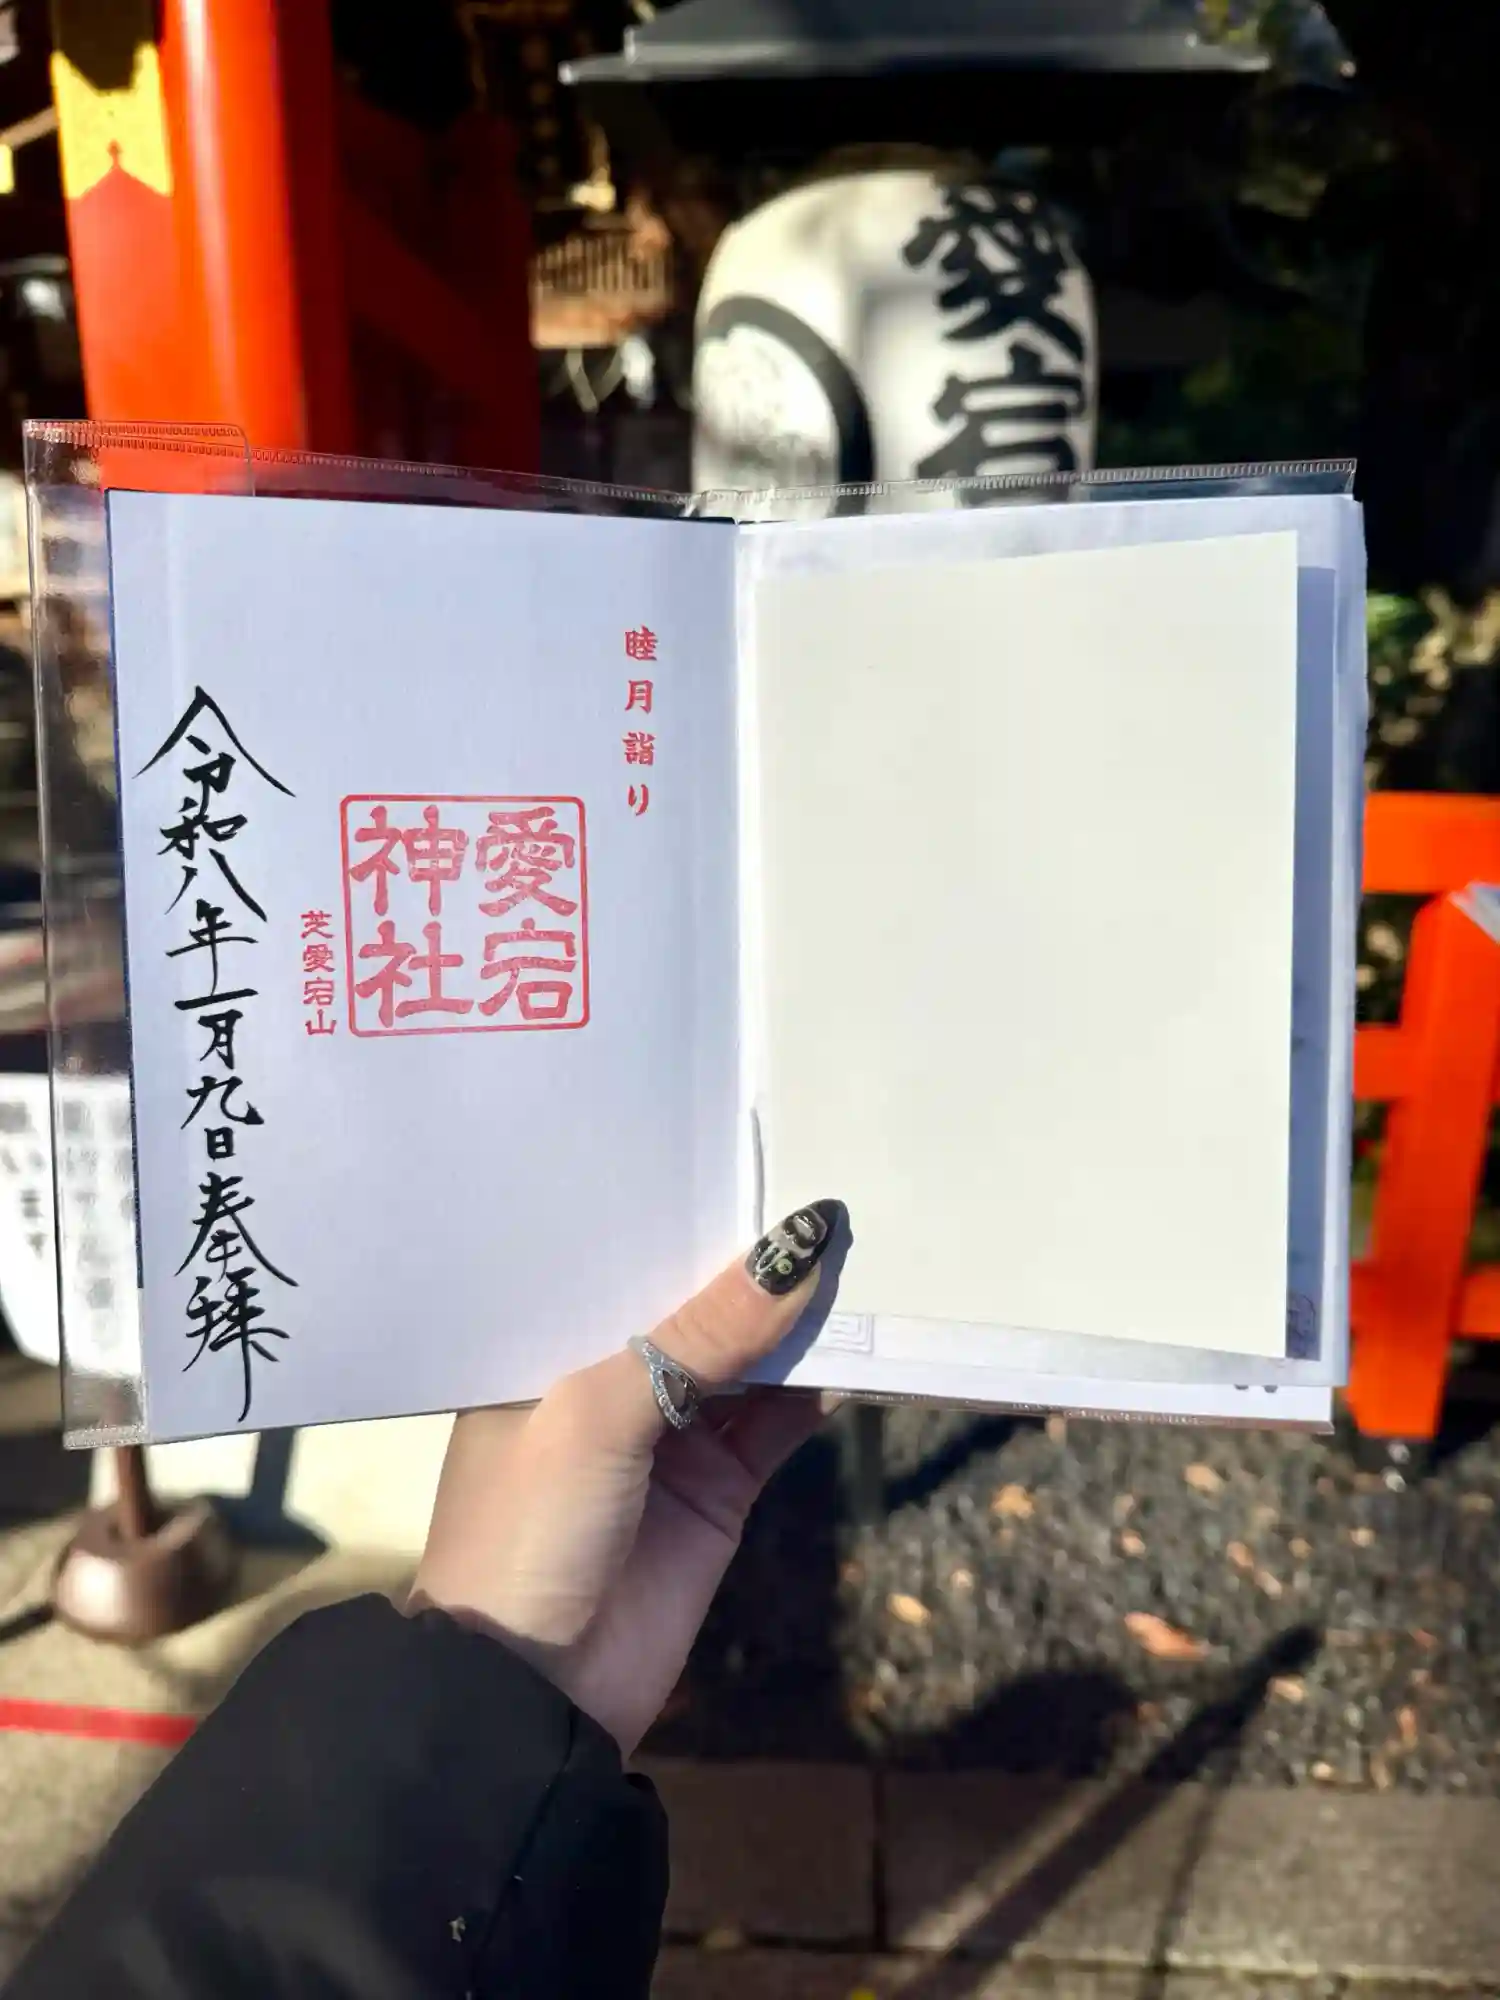 愛宕
睦月詣り
愛宕
神社
芝愛宕山
令和八年一月九日奉拝